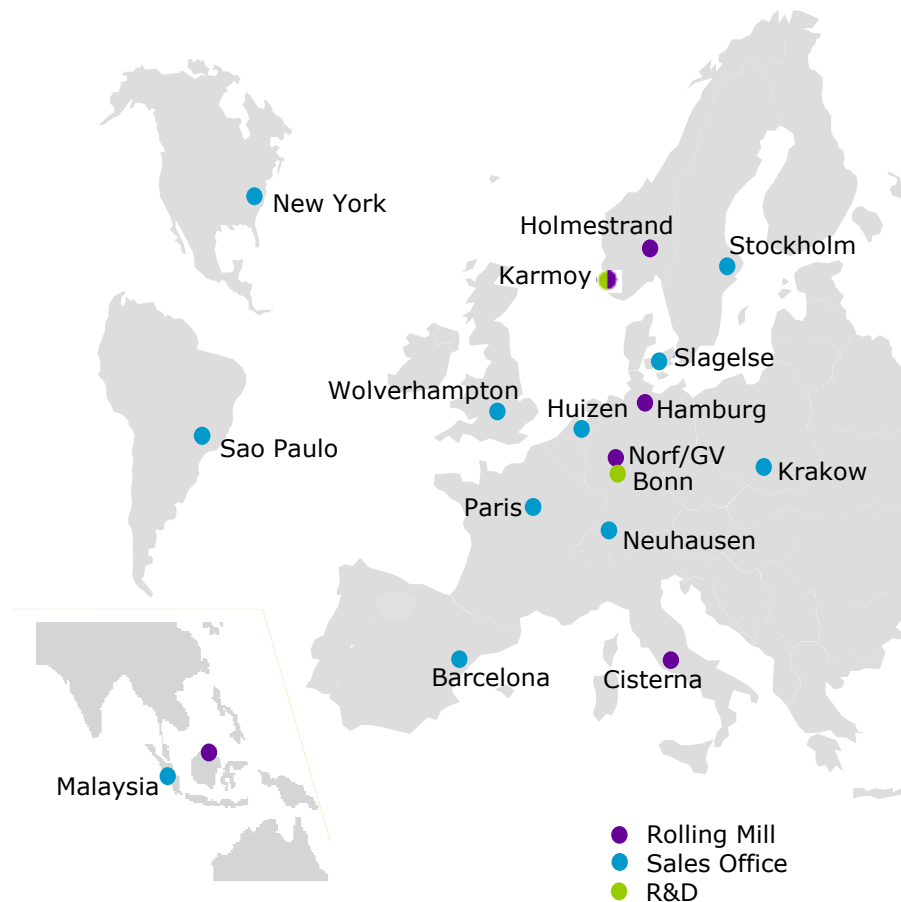 New York
Holmestrand
Stockholm
Karmoy
Slagelse
Wolverhampton
Huizen
Hamburg
Sao Paulo
Norf/GV
Krakow
Bonn
Paris
Neuhausen
Barcelona
Cisterna
Malaysia
Rolling Mill
Sales Office
R&D